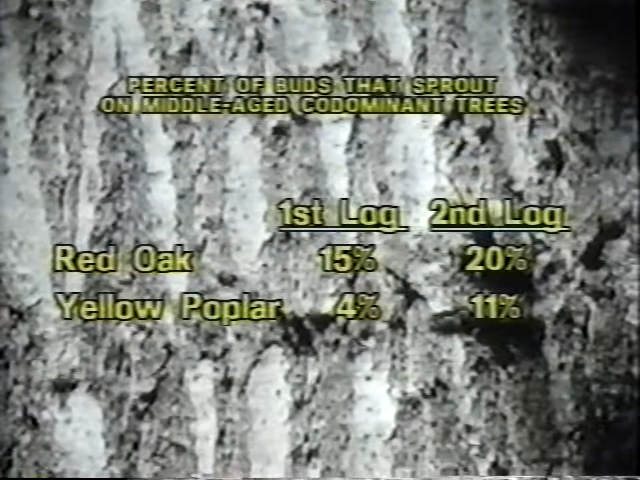 PERCENT OF BUDS THAT SPROUT
ON MIDDLE-AGED CODOMINANT TREES
1st Log 2nd Log
Red Oak 15% 20%
Yellow Poplar 4% 11%